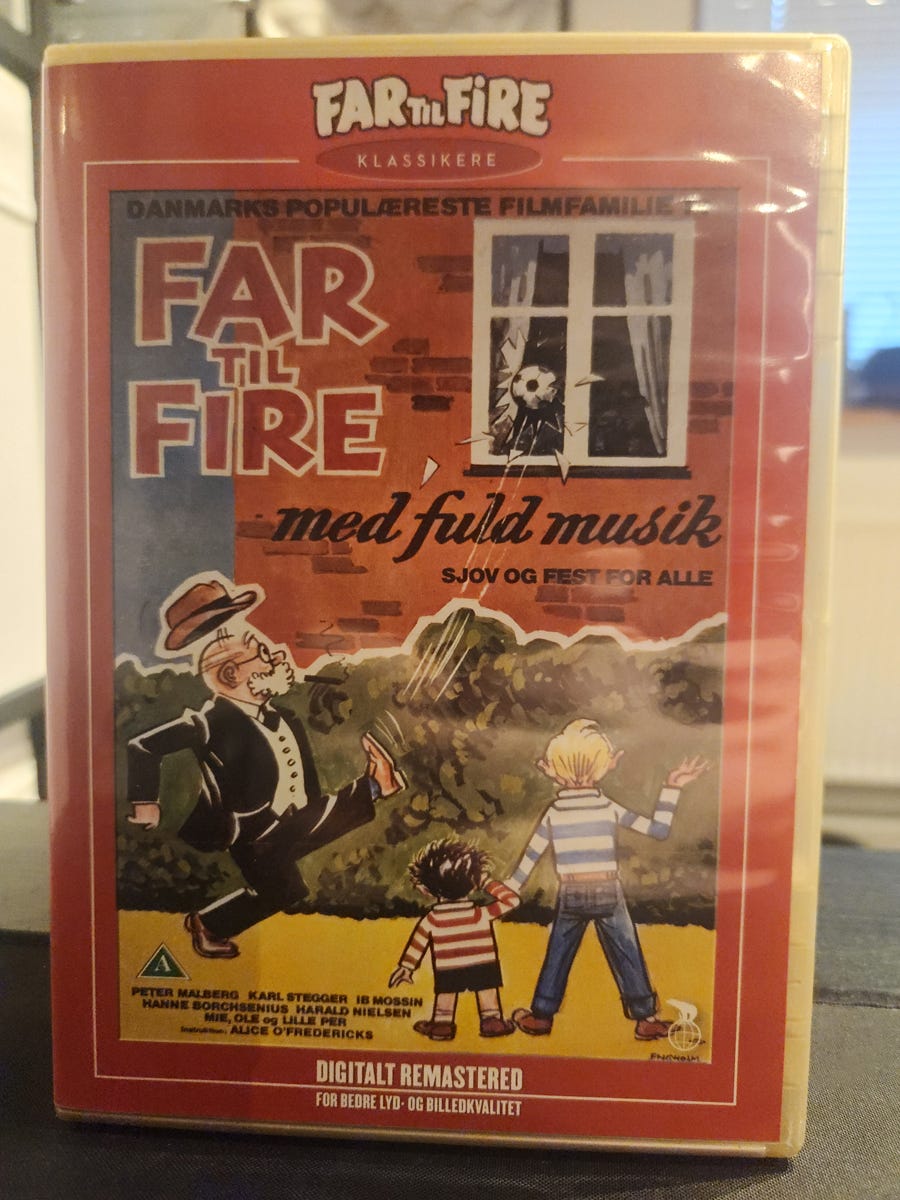 FAR TIL FIRE
KLASSIKERE
DANMARKS POPULÆRESTE FILMFAMILIE
FAR
TIL
FIRE
med fuld musik
SJOV OG FEST FOR ALLE
A
PETER MALBERG KARL STEGGER IB MOSSIN
HANNE BORCHSENIUS HARALD NIELSEN
MIE, OLE og LILLE PER
Instruktion: ALICE O'FREDERICKS
DIGITALT REMASTERED
FOR BEDRE LYD- OG BILLEDKVALITET